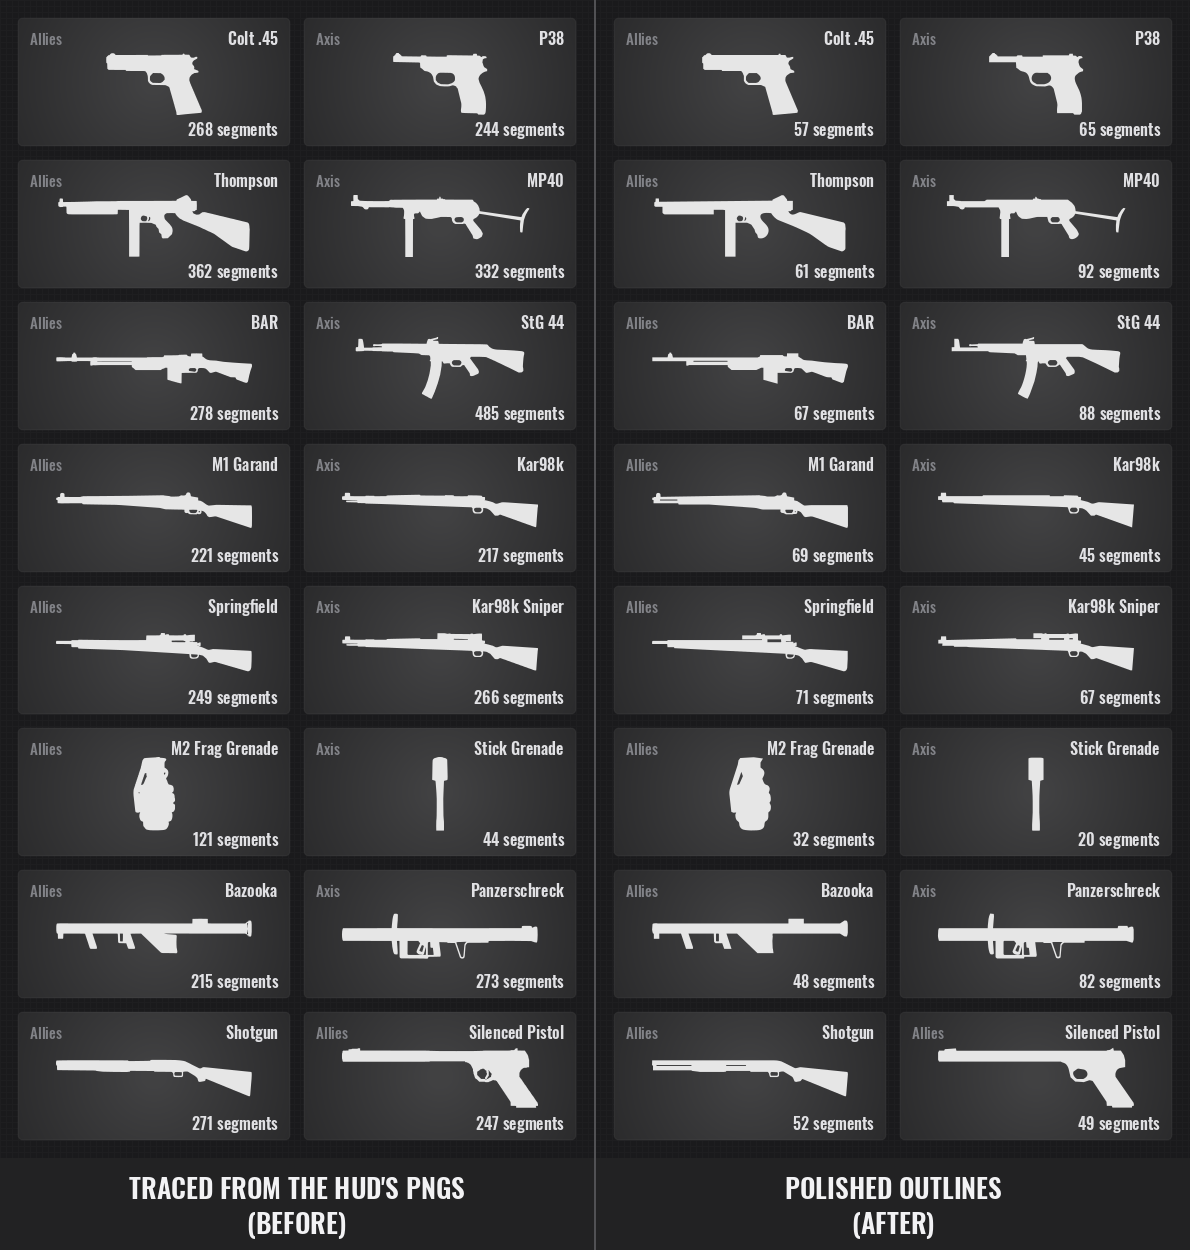 Allies
Colt .45
268 segments
Axis
P38
244 segments
Allies
Thompson
362 segments
Axis
MP40
332 segments
Allies
BAR
278 segments
Axis
StG 44
485 segments
Allies
M1 Garand
221 segments
Axis
Kar98k
217 segments
Allies
Springfield
249 segments
Axis
Kar98k Sniper
266 segments
Allies
M2 Frag Grenade
121 segments
Axis
Stick Grenade
44 segments
Allies
Bazooka
215 segments
Axis
Panzerschreck
273 segments
Allies
Shotgun
271 segments
Allies
Silenced Pistol
247 segments
TRACED FROM THE HUD'S PNGS
(BEFORE)
Allies
Colt .45
57 segments
Axis
P38
65 segments
Allies
Thompson
61 segments
Axis
MP40
92 segments
Allies
BAR
67 segments
Axis
StG 44
88 segments
Allies
M1 Garand
69 segments
Axis
Kar98k
45 segments
Allies
Springfield
71 segments
Axis
Kar98k Sniper
67 segments
Allies
M2 Frag Grenade
32 segments
Axis
Stick Grenade
20 segments
Allies
Bazooka
48 segments
Axis
Panzerschreck
82 segments
Allies
Shotgun
52 segments
Allies
Silenced Pistol
49 segments
POLISHED OUTLINES
(AFTER)